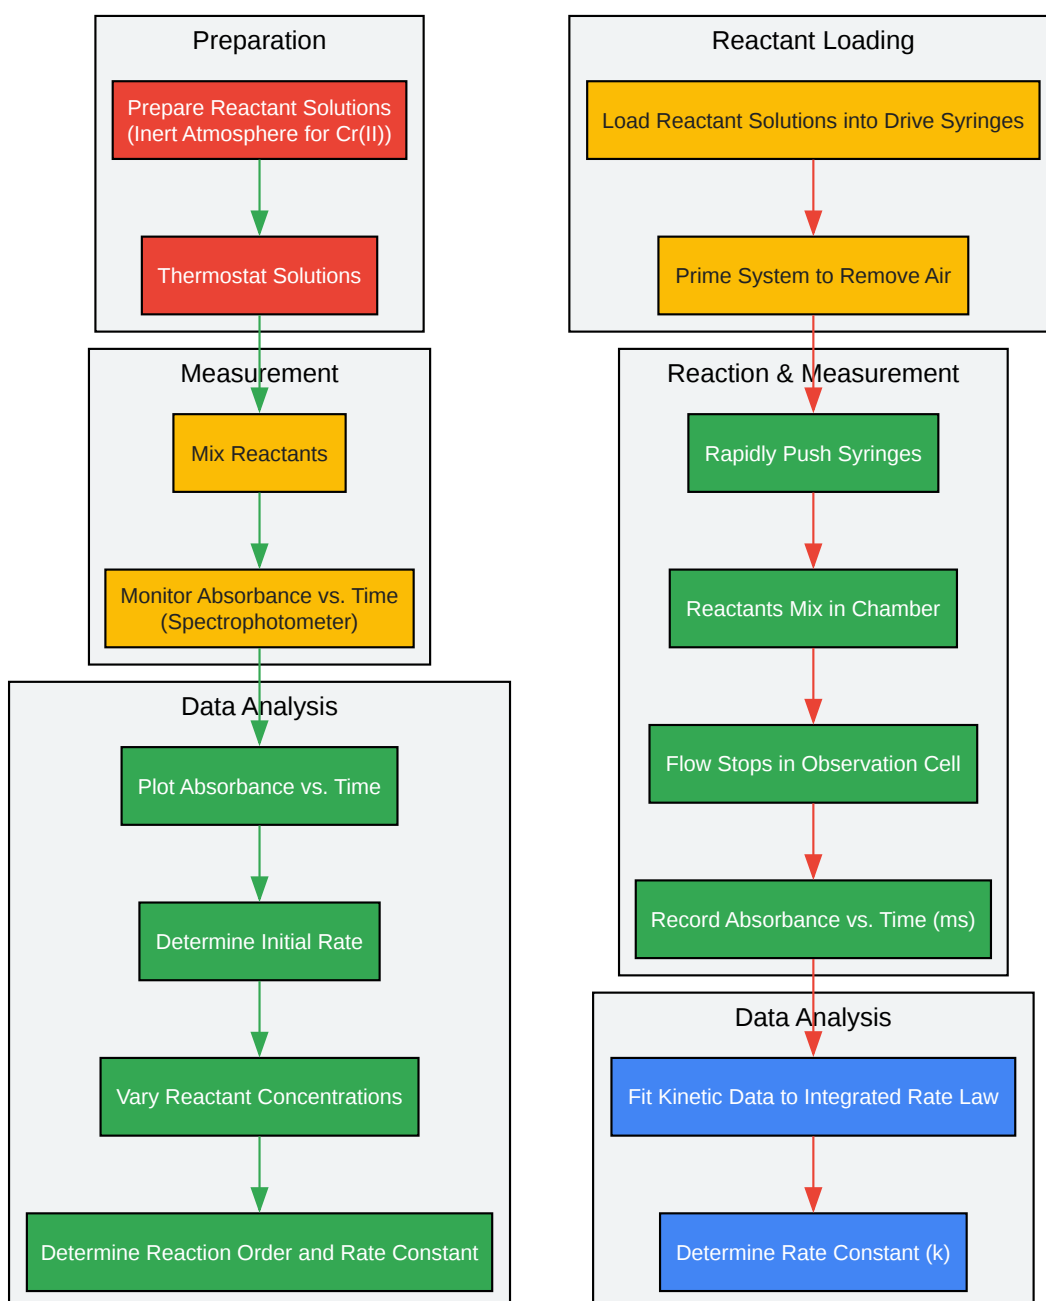 Preparation
Prepare Reactant Solutions
(Inert Atmosphere for Cr(II))
Thermostat Solutions
Measurement
Mix Reactants
Monitor Absorbance vs. Time
(Spectrophotometer)
Data Analysis
Plot Absorbance vs. Time
Determine Initial Rate
Vary Reactant Concentrations
Determine Reaction Order and Rate Constant
Reactant Loading
Load Reactant Solutions into Drive Syringes
Prime System to Remove Air
Reaction & Measurement
Rapidly Push Syringes
Reactants Mix in Chamber
Flow Stops in Observation Cell
Record Absorbance vs. Time (ms)
Data Analysis
Fit Kinetic Data to Integrated Rate Law
Determine Rate Constant (k)